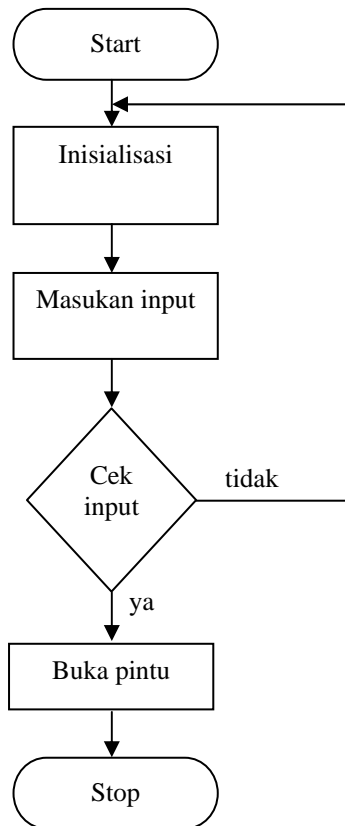 Start
Inisialisasi
Masukan input
Cek
input
tidak
ya
Buka pintu
Stop